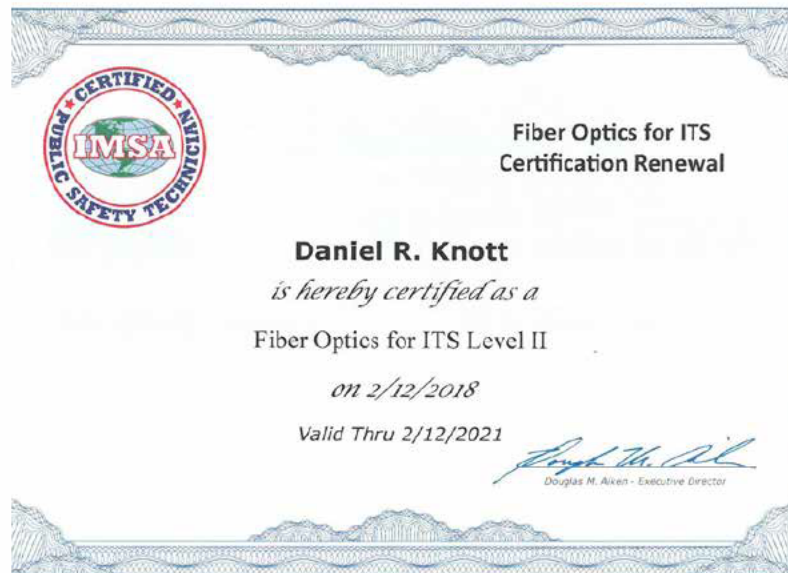 CERTIFIED
PUBLIC SAFETY TECHNICIAN
IMSA
Fiber Optics for ITS
Certification Renewal
Daniel R. Knott
is hereby certified as a
Fiber Optics for ITS Level II
on 2/12/2018
Valid Thru 2/12/2021
Douglas M. Aiken - Executive Director